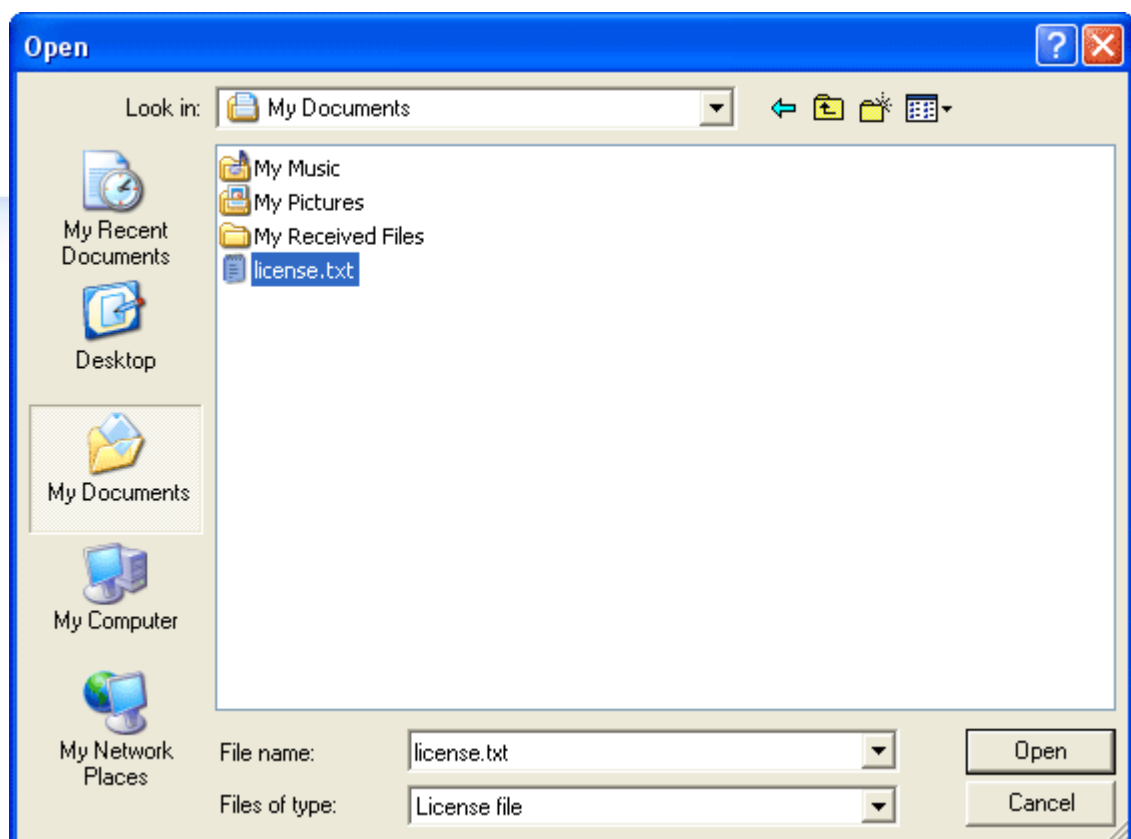 Open
Look in: My Documents
My Recent
Documents
Desktop
My Documents
My Computer
My Network
Places
My Music
My Pictures
My Received Files
license.txt
File name: license.txt Open
Files of type: License file Cancel